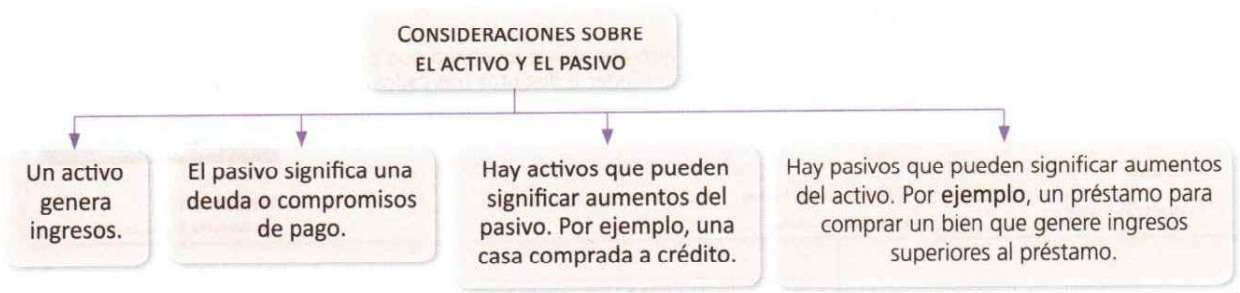 CONSIDERACIONES SOBRE
EL ACTIVO Y EL PASIVO
Un activo
genera
ingresos.
El pasivo significa una
deuda o compromisos
de pago.
Hay activos que pueden
significar aumentos del
pasivo. Por ejemplo, una
casa comprada a crédito.
Hay pasivos que pueden significar aumentos
del activo. Por ejemplo, un préstamo para
comprar un bien que genere ingresos
superiores al préstamo.